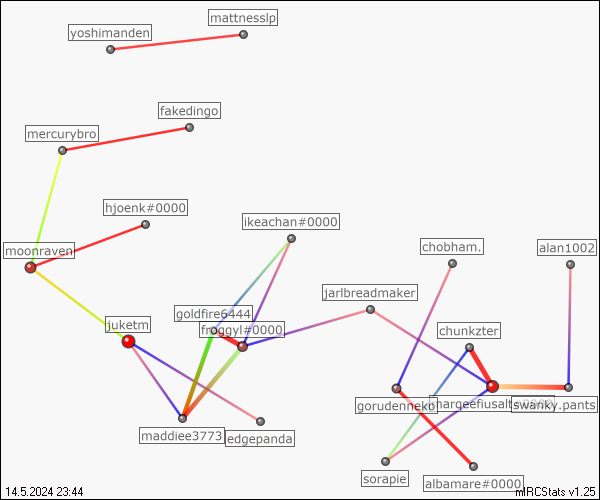 mattnesslp
yoshimanden
fakedingo
mercurybro
hjoenk#0000
ikeachan#0000
chobham.
alan1002
moonraven
jarlbreadmaker
goldfire6444
juketm
froggyl#0000
chunkzter
gorudenneko
swanky.pants
maddiee3773
edgepanda
sorapie
albamare#0000
14.5.2024 23:44
mIRCStats v1.25